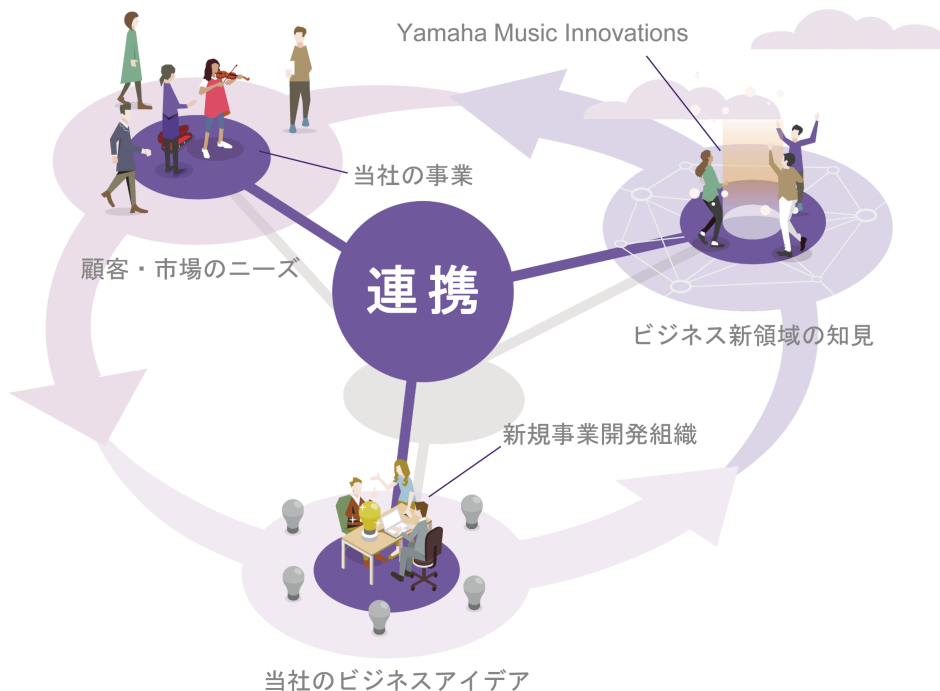 Yamaha Music Innovations
当社の事業
顧客・市場のニーズ
連携
ビジネス新領域の知見
新規事業開発組織
当社のビジネスアイデア